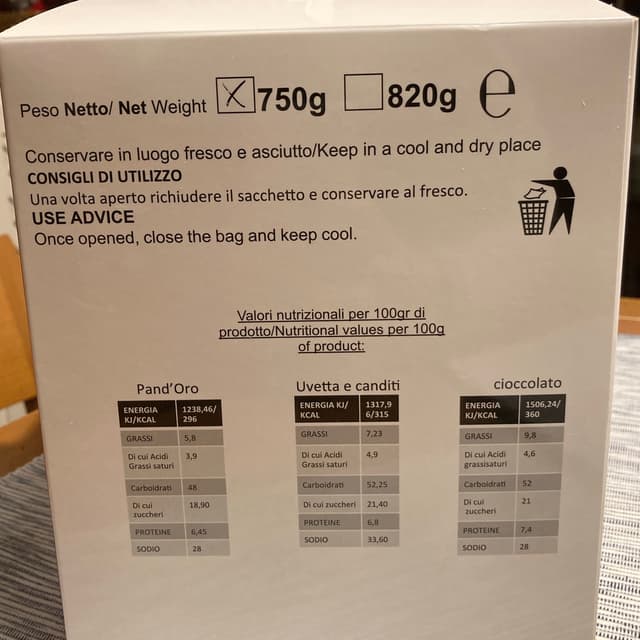 Peso Netto/ Net Weight 750g 820g ℮
Conservare in luogo fresco e asciutto/Keep in a cool and dry place
CONSIGLI DI UTILIZZO
Una volta aperto richiudere il sacchetto e conservare al fresco.
USE ADVICE
Once opened, close the bag and keep cool.
Valori nutrizionali per 100gr di
prodotto/Nutritional values per 100g
of product:
Pand'Oro
ENERGIA 1238,46/
KJ/KCAL 296
GRASSI 5,8
Di cui Acidi 3,9
Grassi saturi
Carboidrati 48
Di cui 18,90
zuccheri
PROTEINE 6,45
SODIO 28
Uvetta e canditi
ENERGIA KJ/ 1317,9
KCAL 6/315
GRASSI 7,23
Di cui Acidi 4,9
Grassi saturi
Carboidrati 52,25
Di cui zuccheri 21,40
PROTEINE 6,8
SODIO 33,60
cioccolato
ENERGIA 1506,24/
KJ/KCAL 360
GRASSI 9,8
Di cui Acidi 4,6
grassisaturi
Carboidrati 52
Di cui 21
zuccheri
PROTEINE 7,4
SODIO 28